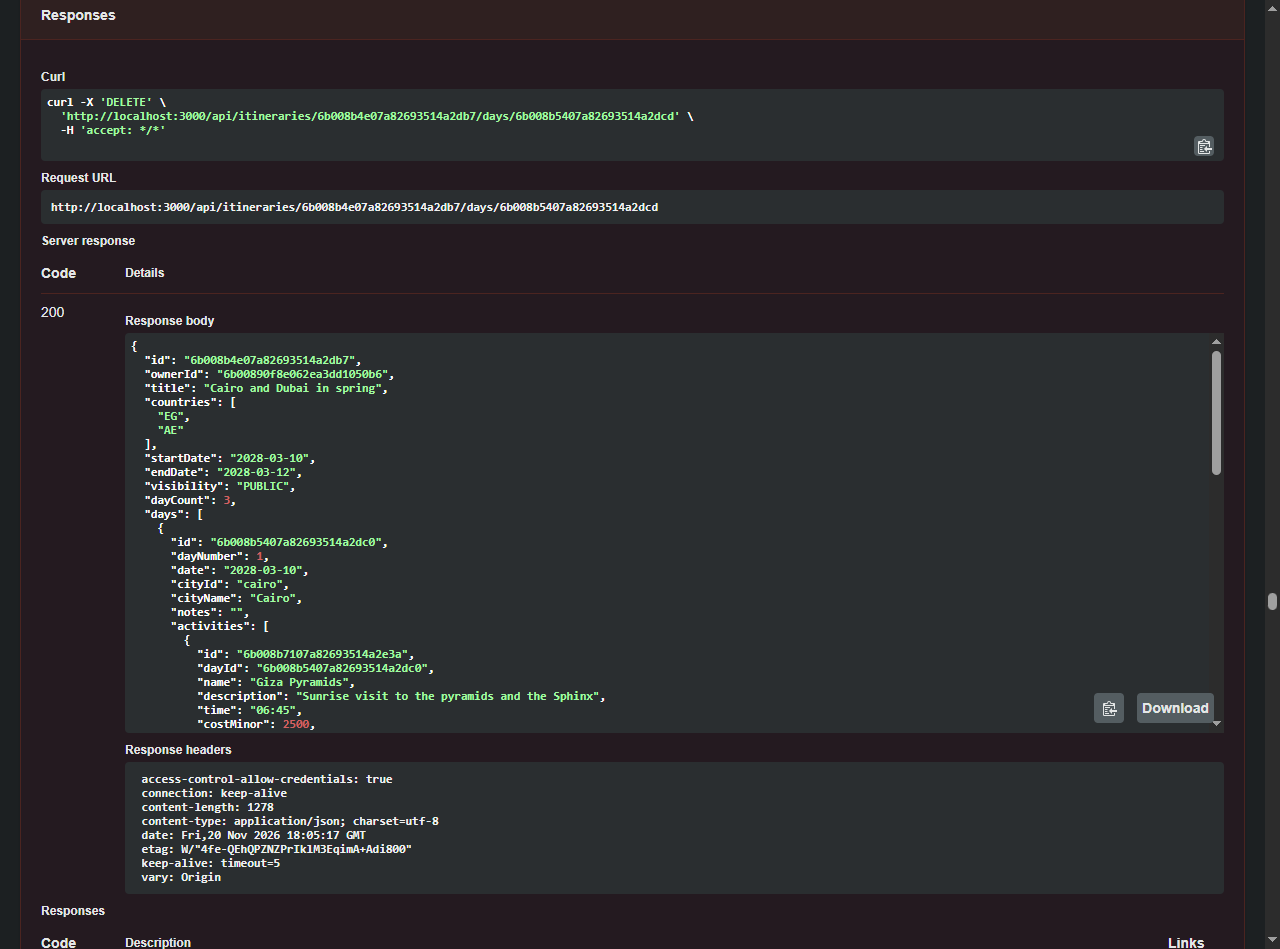 Responses
Curl
curl -X 'DELETE' \
  'http://localhost:3000/api/itineraries/6b008b4e07a82693514a2db7/days/6b008b5407a82693514a2dcd' \
  -H 'accept: */*'
Request URL
http://localhost:3000/api/itineraries/6b008b4e07a82693514a2db7/days/6b008b5407a82693514a2dcd
Server response
Code Details
200
Response body
{
  "id": "6b008b4e07a82693514a2db7",
  "ownerId": "6b00890f8e062ea3dd1050b6",
  "title": "Cairo and Dubai in spring",
  "countries": [
    "EG",
    "AE"
  ],
  "startDate": "2028-03-10",
  "endDate": "2028-03-12",
  "visibility": "PUBLIC",
  "dayCount": 3,
  "days": [
    {
      "id": "6b008b5407a82693514a2dc0",
      "dayNumber": 1,
      "date": "2028-03-10",
      "cityId": "cairo",
      "cityName": "Cairo",
      "notes": "",
      "activities": [
        {
          "id": "6b008b7107a82693514a2e3a",
          "dayId": "6b008b5407a82693514a2dc0",
          "name": "Giza Pyramids",
          "description": "Sunrise visit to the pyramids and the Sphinx",
          "time": "06:45",
          "costMinor": 2500,
Download
Response headers
access-control-allow-credentials: true
connection: keep-alive
content-length: 1278
content-type: application/json; charset=utf-8
date: Fri,20 Nov 2026 18:05:17 GMT
etag: W/"4fe-QEhQPZNZPrIklM3EqimA+Adi800"
keep-alive: timeout=5
vary: Origin
Responses
Code Description Links